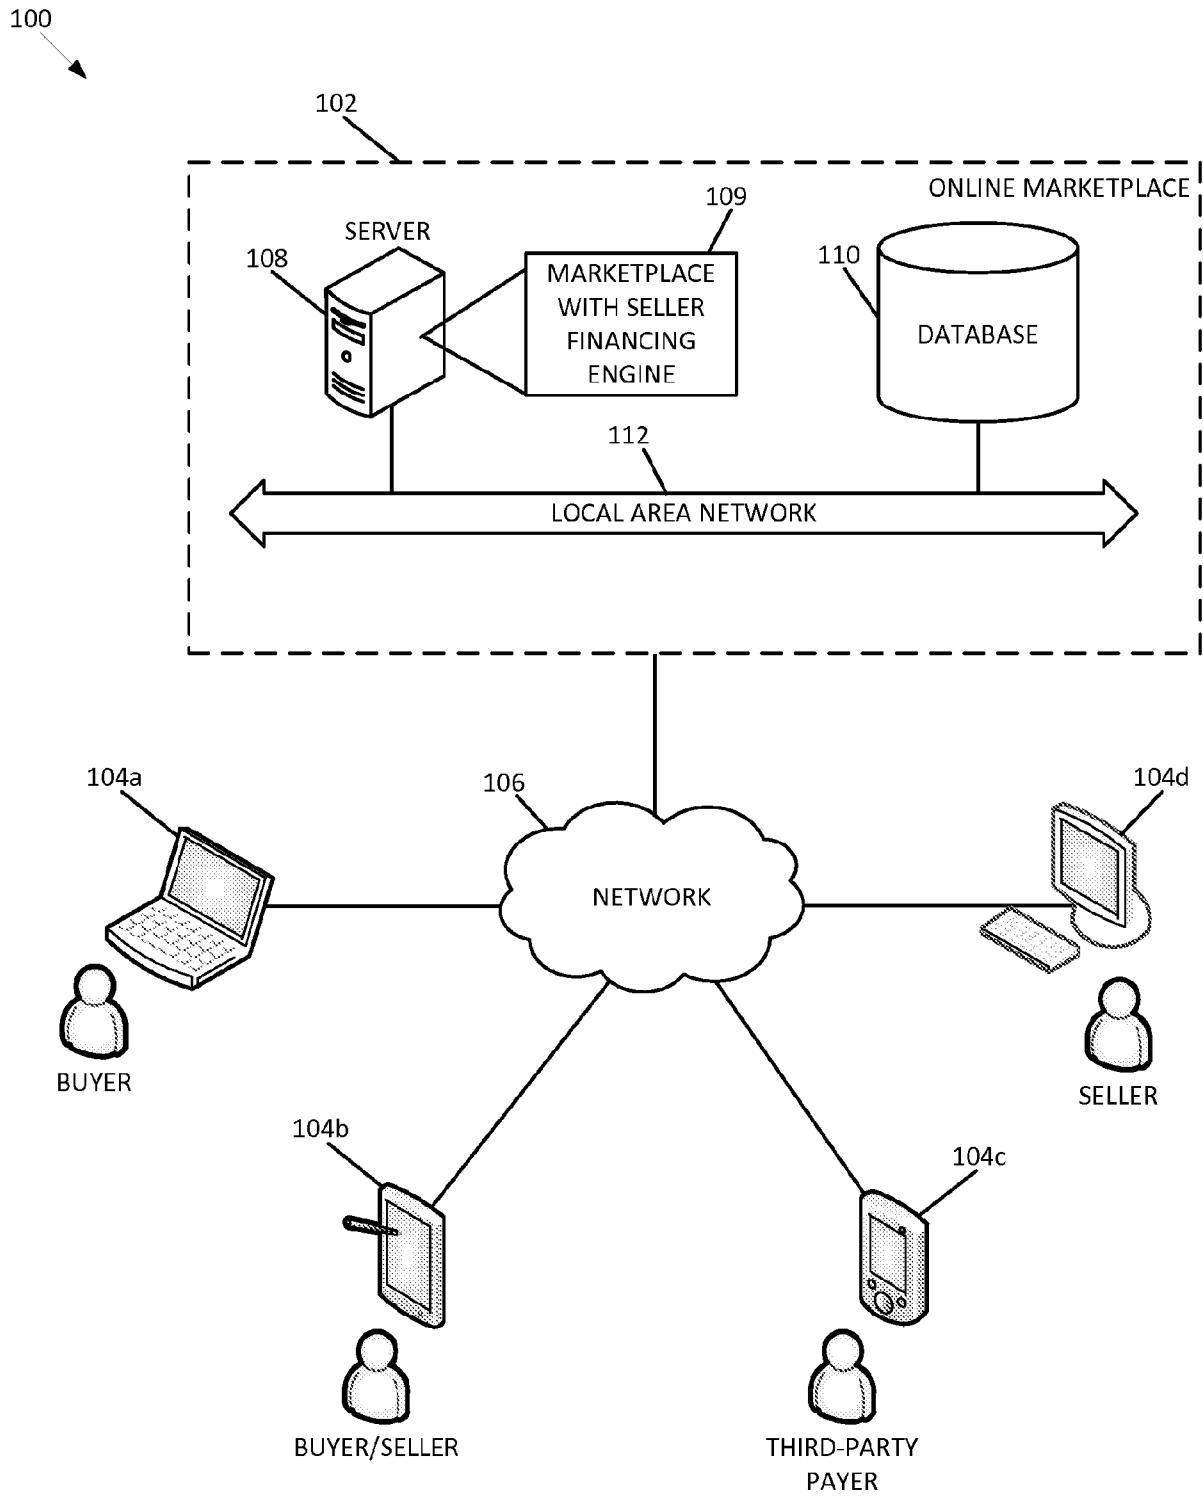 100
102
ONLINE MARKETPLACE
109
SERVER
108
MARKETPLACE
WITH SELLER
FINANCING
ENGINE
110
DATABASE
112
LOCAL AREA NETWORK
104a
106
104d
NETWORK
BUYER
SELLER
104b
104c
BUYER/SELLER
THIRD-PARTY
PAYER